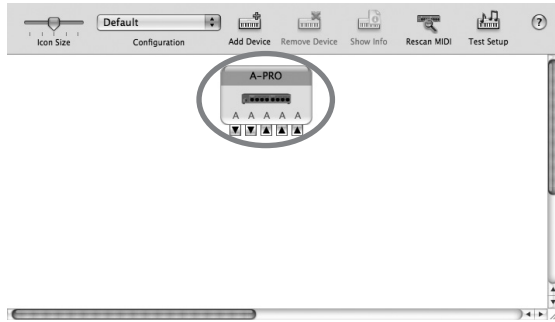 Default
Icon Size Configuration Add Device Remove Device Show Info Rescan MIDI Test Setup ?
A-PRO
A A A A A